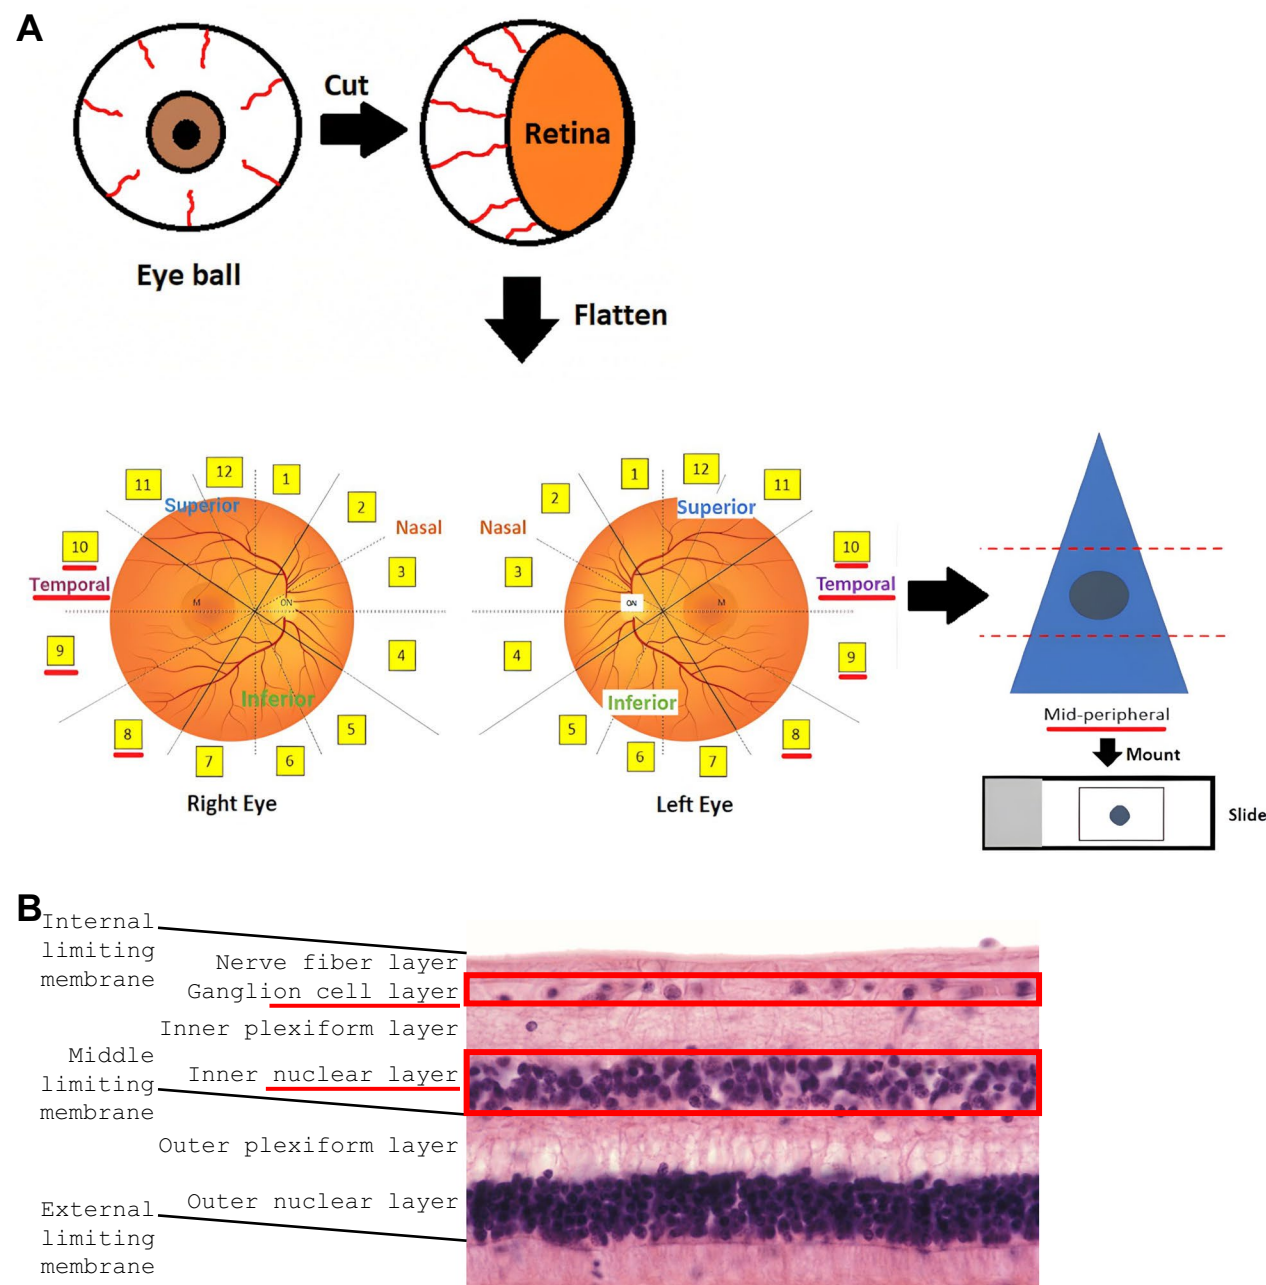 A
Cut
Retina
Eye ball
Flatten
11
12
1
2
Superior
Nasal
10
3
Temporal
M
ON
9
4
Inferior
8
5
7
6
Right Eye
1
12
11
2
Superior
Nasal
10
3
Temporal
ON
M
4
9
Inferior
5
8
6
7
Left Eye
Mid-peripheral
Mount
Slide
B
Internal
limiting
membrane
Nerve fiber layer
Ganglion cell layer
Inner plexiform layer
Middle
limiting
membrane
Inner nuclear layer
Outer plexiform layer
Outer nuclear layer
External
limiting
membrane